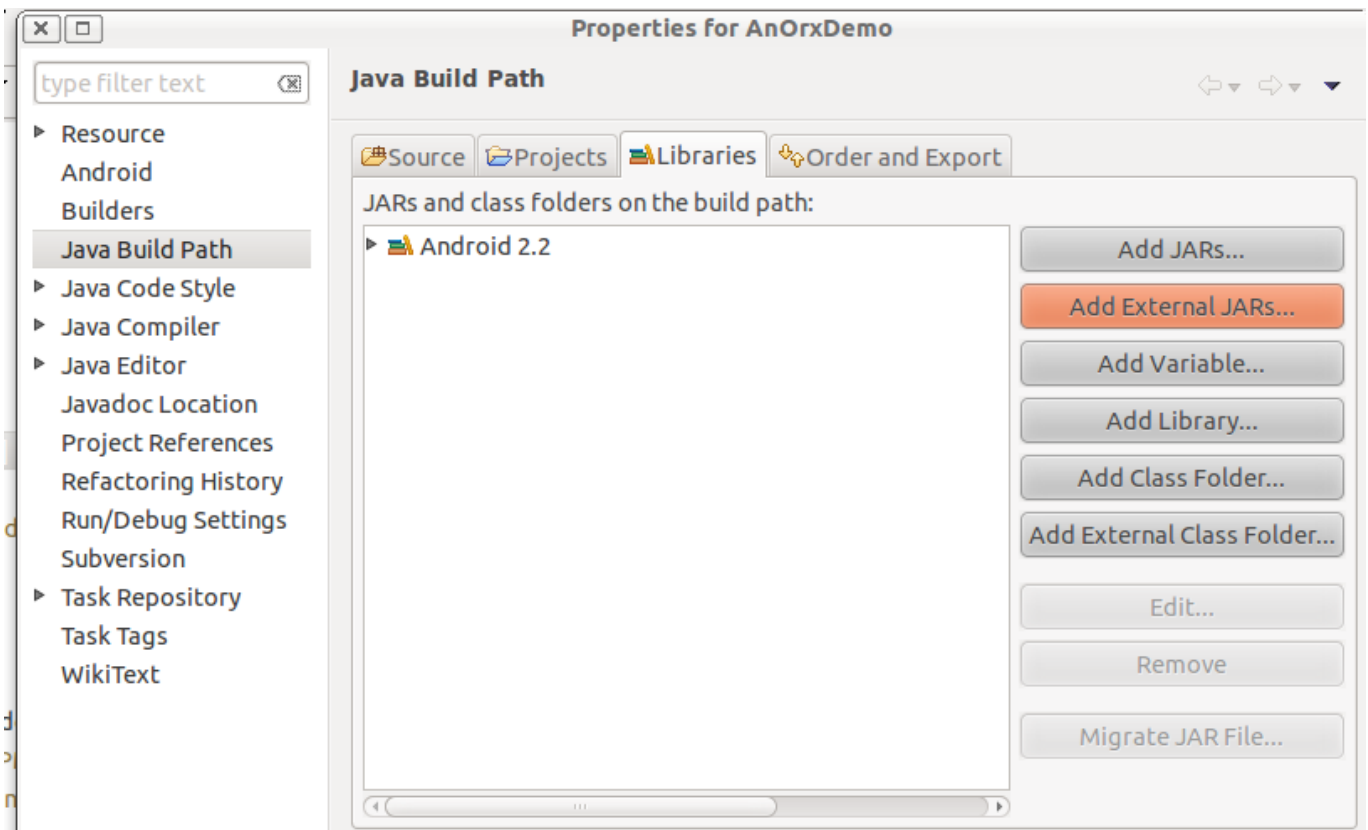 Properties for AnOrxDemo
type filter text
Resource
Android
Builders
Java Build Path
Java Code Style
Java Compiler
Java Editor
Javadoc Location
Project References
Refactoring History
Run/Debug Settings
Subversion
Task Repository
Task Tags
WikiText
Java Build Path
Source Projects Libraries Order and Export
JARs and class folders on the build path:
Android 2.2
Add JARs...
Add External JARs...
Add Variable...
Add Library...
Add Class Folder...
Add External Class Folder...
Edit...
Remove
Migrate JAR File...